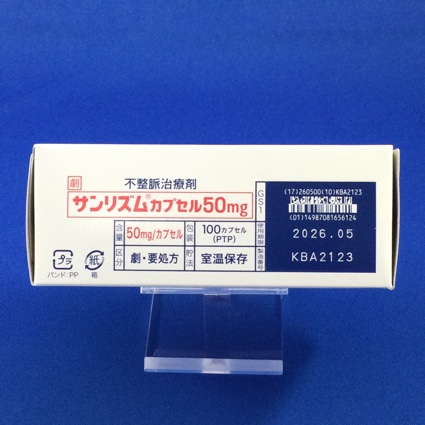 劇
不整脈治療剤
サンリズム®カプセル50mg
含量 50mg/カプセル
包装 100カプセル
(PTP)
区分 劇・要処方
貯法 室温保存
プラ
バンド:PP
紙
箱
GS1
(17)260500(10)KBA2123
(01)14987081656124
使用期限 2026.05
製造番号 KBA2123